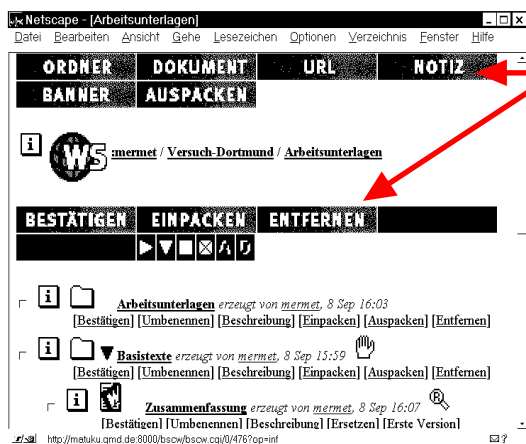 Netscape - [Arbeitsunterlagen]
Datei Bearbeiten Ansicht Gehe Lesezeichen Optionen Verzeichnis Fenster Hilfe
ORDNER DOKUMENT URL NOTIZ
BANNER AUSPACKEN
i WS :mermet / Versuch-Dortmund / Arbeitsunterlagen
BESTÄTIGEN EINPACKEN ENTFERNEN
i Arbeitsunterlagen erzeugt von mermet, 8 Sep 16:03
[Bestätigen] [Umbenennen] [Beschreibung] [Einpacken] [Auspacken] [Entfernen]
i Basistexte erzeugt von mermet, 8 Sep 15:59
[Bestätigen] [Umbenennen] [Beschreibung] [Einpacken] [Auspacken] [Entfernen]
i W Zusammenfassung erzeugt von mermet, 8 Sep 16:07 R
[Bestätigen] [Umbenennen] [Beschreibung] [Ersetzen] [Erste Version]
http://matuku.gmd.de:8000/bscw/bscw.cgi/0/476?op=inf